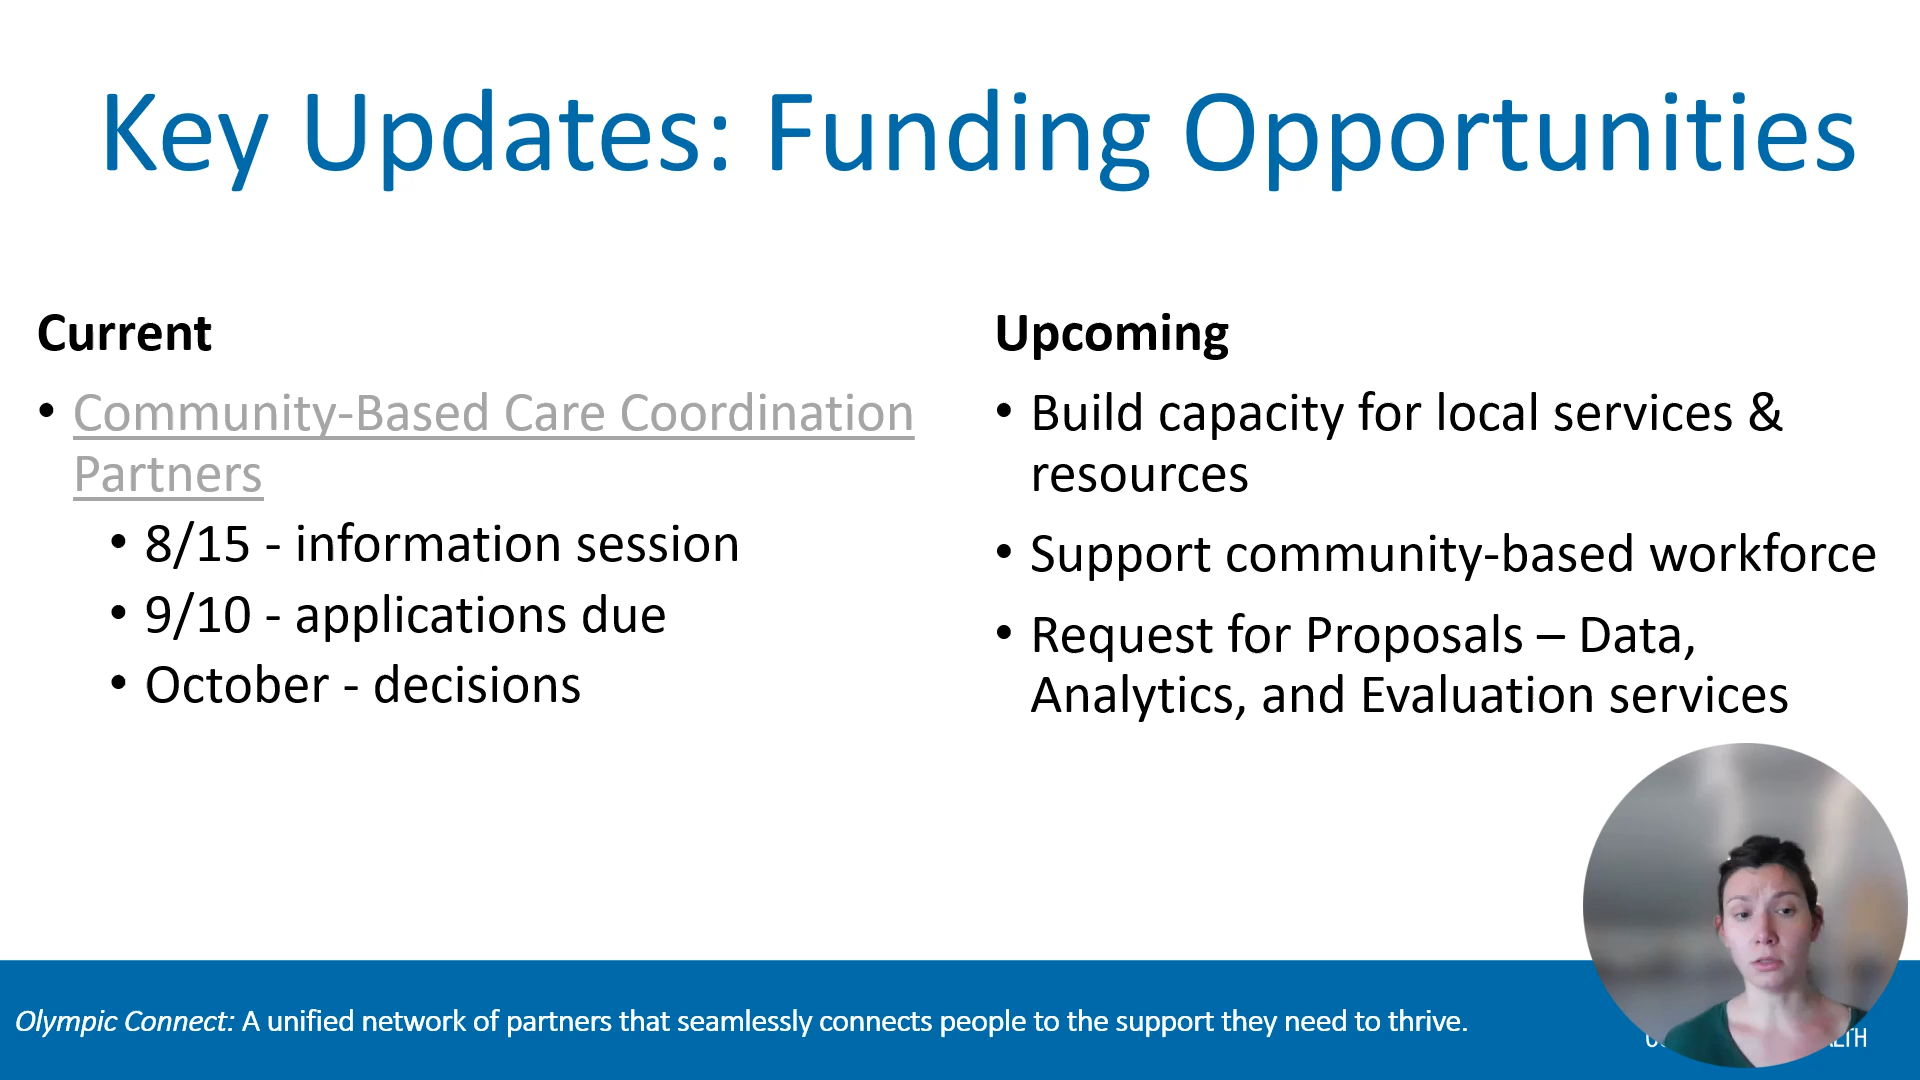 Key Updates: Funding Opportunities
Current
• Community-Based Care Coordination
Partners
• 8/15 - information session
• 9/10 - applications due
• October - decisions
Upcoming
• Build capacity for local services &
resources
• Support community-based workforce
• Request for Proposals – Data,
Analytics, and Evaluation services
Olympic Connect: A unified network of partners that seamlessly connects people to the support they need to thrive.